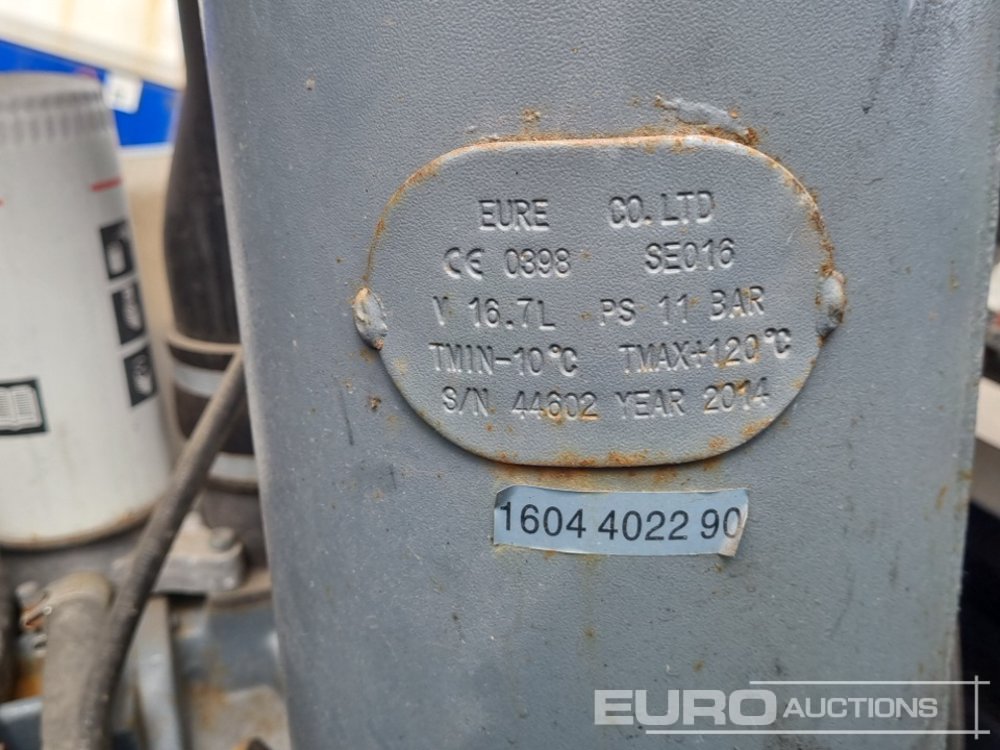 EURE CO. LTD
CE 0398 SE016
V 16.7L PS 11 BAR
TMIN-10°C TMAX+120°C
S/N 44602 YEAR 2014
1604 4022 90
EURO AUCTIONS